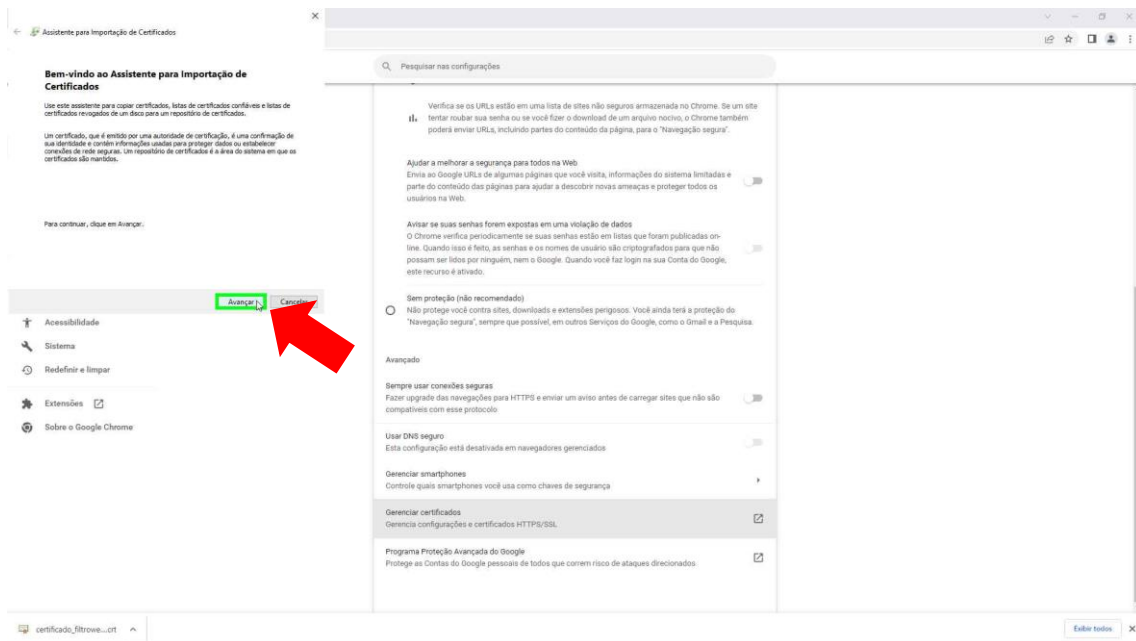 Assistente para Importação de Certificados
Bem-vindo ao Assistente para Importação de
Certificados
Use este assistente para copiar certificados, listas de certificados confiáveis e listas de
certificados revogados de um disco para um repositório de certificados.
Um certificado, que é emitido por uma autoridade de certificação, é uma confirmação de
sua identidade e contém informações usadas para proteger dados ou estabelecer
conexões de rede seguras. Um repositório de certificados é a área do sistema em que os
certificados são mantidos.
Para continuar, clique em Avançar.
Avançar
Cancelar
Acessibilidade
Sistema
Redefinir e limpar
Extensões
Sobre o Google Chrome
Pesquisar nas configurações
Verifica se os URLs estão em uma lista de sites não seguros armazenada no Chrome. Se um site
tentar roubar sua senha ou se você fizer o download de um arquivo nocivo, o Chrome também
poderá enviar URLs, incluindo partes do conteúdo da página, para o "Navegação segura".
Ajudar a melhorar a segurança para todos na Web
Envia ao Google URLs de algumas páginas que você visita, informações do sistema limitadas e
parte do conteúdo das páginas para ajudar a descobrir novas ameaças e proteger todos os
usuários na Web.
Avisar se suas senhas forem expostas em uma violação de dados
O Chrome verifica periodicamente se suas senhas estão em listas que foram publicadas on-
line. Quando isso é feito, as senhas e os nomes de usuário são criptografados para que não
possam ser lidos por ninguém, nem o Google. Quando você faz login na sua Conta do Google,
este recurso é ativado.
Sem proteção (não recomendado)
Não protege você contra sites, downloads e extensões perigosos. Você ainda terá a proteção do
"Navegação segura", sempre que possível, em outros Serviços do Google, como o Gmail e a Pesquisa.
Avançado
Sempre usar conexões seguras
Fazer upgrade das navegações para HTTPS e enviar um aviso antes de carregar sites que não são
compatíveis com esse protocolo
Usar DNS seguro
Esta configuração está desativada em navegadores gerenciados
Gerenciar smartphones
Controle quais smartphones você usa como chaves de segurança
Gerenciar certificados
Gerencia configurações e certificados HTTPS/SSL
Programa Proteção Avançada do Google
Protege as Contas do Google pessoais de todos que correm risco de ataques direcionados
certificado_filtrowe....crt
Exibir todos